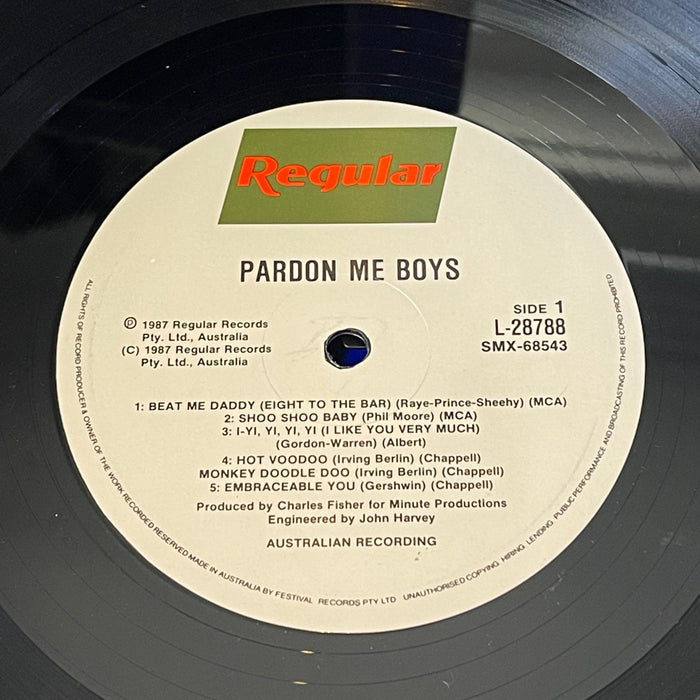 Regular
PARDON ME BOYS
SIDE 1
L-28788
SMX-68543
Ⓟ 1987 Regular Records
Pty. Ltd., Australia
(C) 1987 Regular Records
Pty. Ltd., Australia
1: BEAT ME DADDY (EIGHT TO THE BAR) (Raye-Prince-Sheehy) (MCA)
2: SHOO SHOO BABY (Phil Moore) (MCA)
3: I-YI, YI, YI, YI (I LIKE YOU VERY MUCH)
(Gordon-Warren) (Albert)
4: HOT VOODOO (Irving Berlin) (Chappell)
MONKEY DOODLE DOO (Irving Berlin) (Chappell)
5: EMBRACEABLE YOU (Gershwin) (Chappell)
Produced by Charles Fisher for Minute Productions
Engineered by John Harvey
AUSTRALIAN RECORDING
ALL RIGHTS OF RECORD PRODUCER & OWNER OF THE WORK RECORDED RESERVED MADE IN AUSTRALIA BY FESTIVAL RECORDS PTY LTD UNAUTHORISED COPYING HIRING LENDING PUBLIC PERFORMANCE AND BROADCASTING OF THIS RECORD PROHIBITED